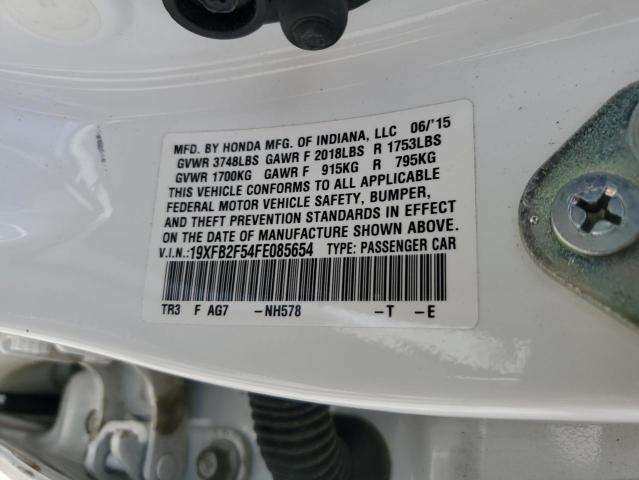 MFD. BY HONDA MFG. OF INDIANA, LLC 06/'15
GVWR 3748LBS GAWR F 2018LBS R 1753LBS
GVWR 1700KG GAWR F 915KG R 795KG
THIS VEHICLE CONFORMS TO ALL APPLICABLE
FEDERAL MOTOR VEHICLE SAFETY, BUMPER,
AND THEFT PREVENTION STANDARDS IN EFFECT
ON THE DATE OF MANUFACTURE SHOWN ABOVE.
V.I.N.:19XFB2F54FE085654 TYPE: PASSENGER CAR
TR3 F AG7 -NH578 -T -E